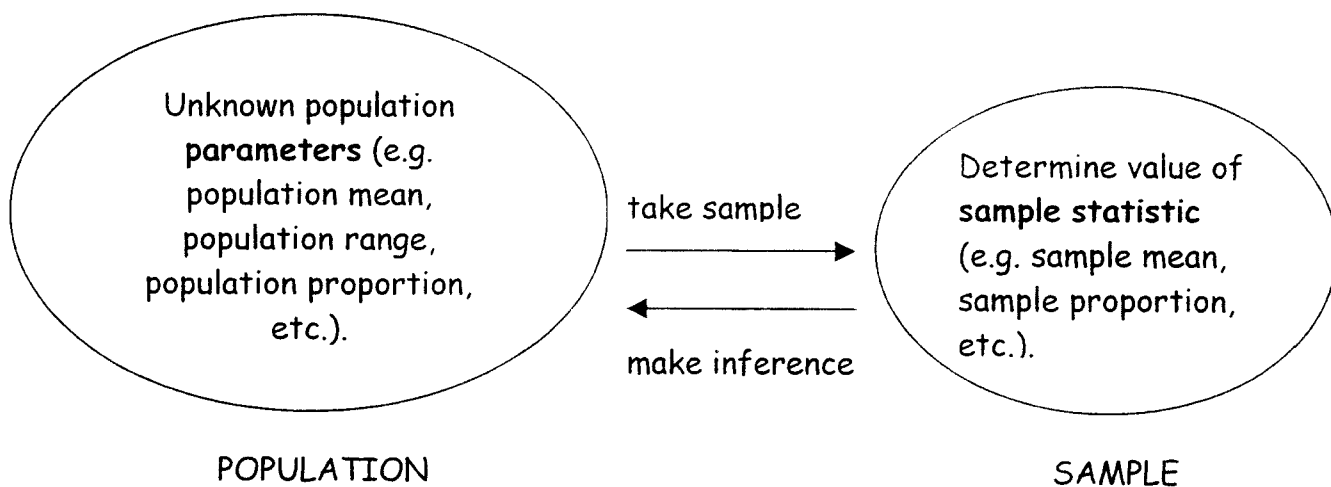 Unknown population
parameters (e.g.
population mean,
population range,
population proportion,
etc.).
take sample
make inference
Determine value of
sample statistic
(e.g. sample mean,
sample proportion,
etc.).
POPULATION
SAMPLE